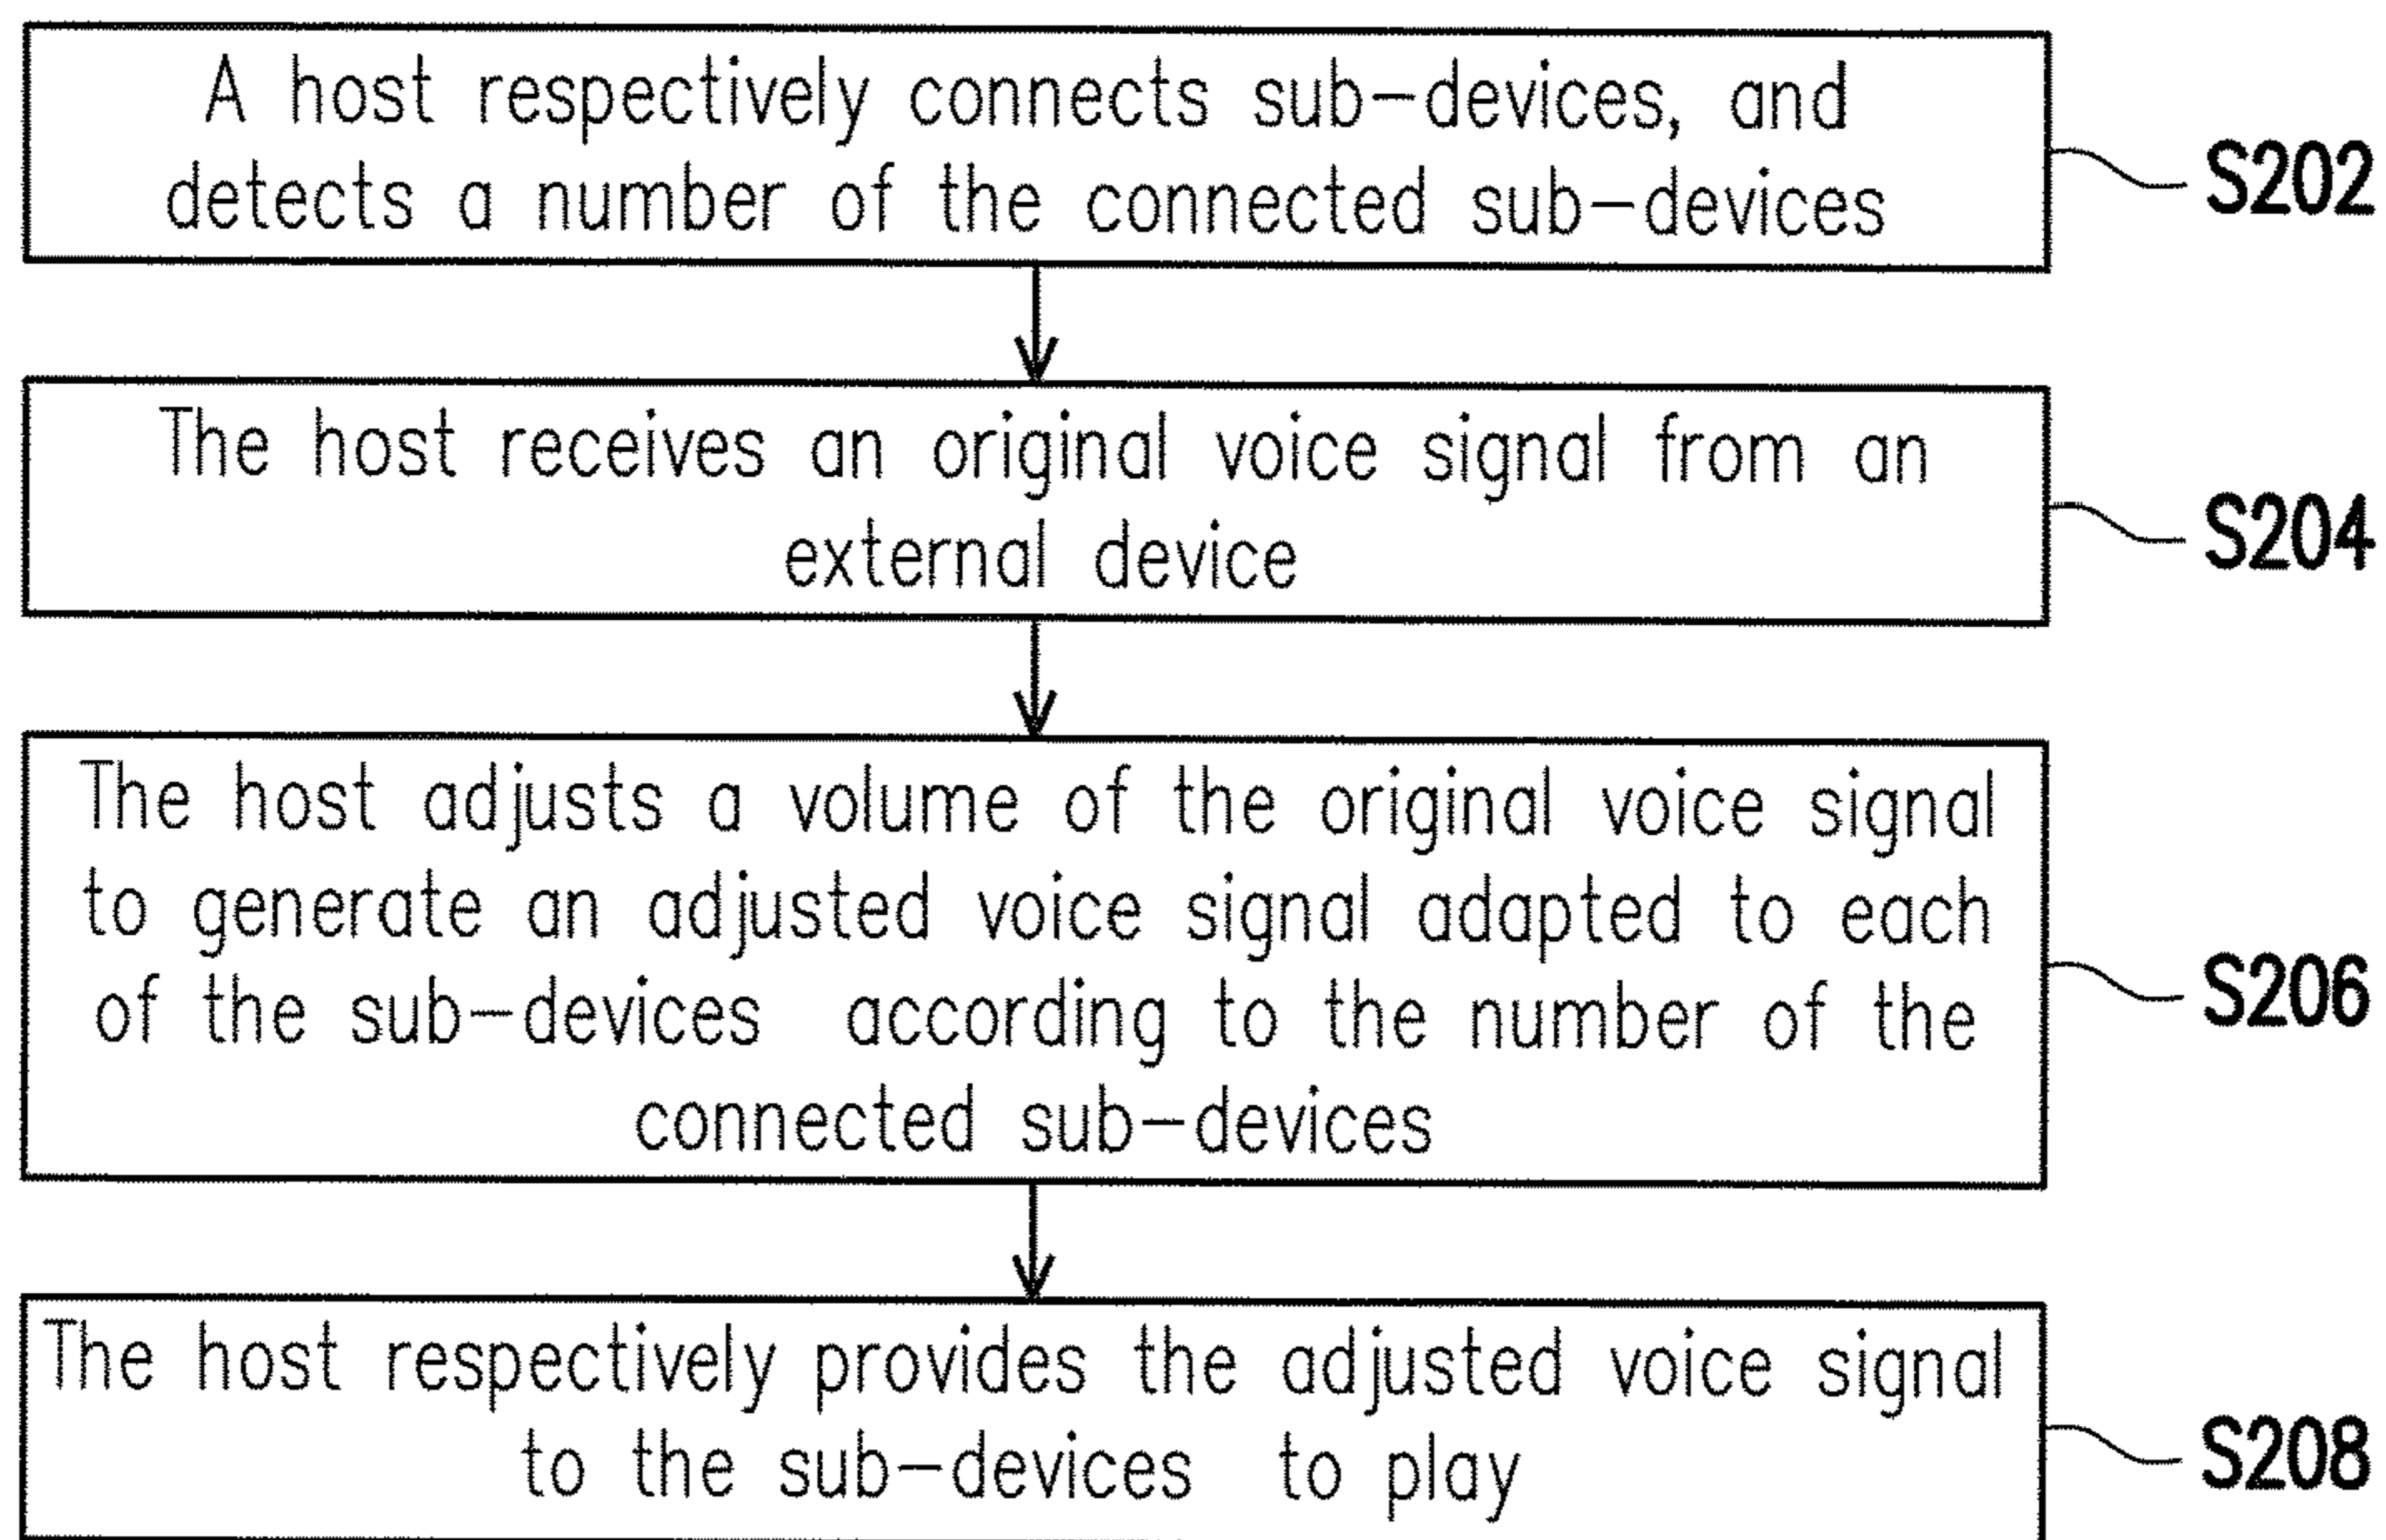 A host respectively connects sub-devices, and
detects a number of the connected sub-devices
S202
The host receives an original voice signal from an
external device
S204
The host adjusts a volume of the original voice signal
to generate an adjusted voice signal adapted to each
of the sub-devices according to the number of the
connected sub-devices
S206
The host respectively provides the adjusted voice signal
to the sub-devices to play
S208